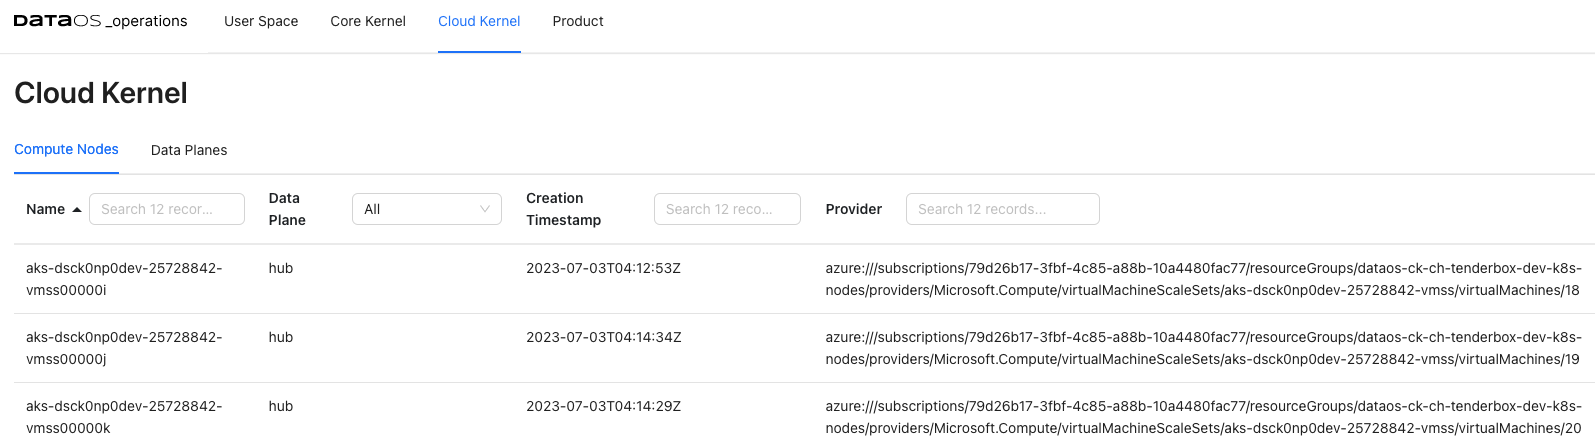 DATAOS _operations
User Space
Core Kernel
Cloud Kernel
Product
Cloud Kernel
Compute Nodes
Data Planes
Name
Search 12 recor...
Data
Plane
All
Creation
Timestamp
Search 12 reco...
Provider
Search 12 records...
aks-dsck0np0dev-25728842-
vmss00000i
hub
2023-07-03T04:12:53Z
azure:///subscriptions/79d26b17-3fbf-4c85-a88b-10a4480fac77/resourceGroups/dataos-ck-ch-tenderbox-dev-k8s-
nodes/providers/Microsoft.Compute/virtualMachineScaleSets/aks-dsck0np0dev-25728842-vmss/virtualMachines/18
aks-dsck0np0dev-25728842-
vmss00000j
hub
2023-07-03T04:14:34Z
azure:///subscriptions/79d26b17-3fbf-4c85-a88b-10a4480fac77/resourceGroups/dataos-ck-ch-tenderbox-dev-k8s-
nodes/providers/Microsoft.Compute/virtualMachineScaleSets/aks-dsck0np0dev-25728842-vmss/virtualMachines/19
aks-dsck0np0dev-25728842-
vmss00000k
hub
2023-07-03T04:14:29Z
azure:///subscriptions/79d26b17-3fbf-4c85-a88b-10a4480fac77/resourceGroups/dataos-ck-ch-tenderbox-dev-k8s-
nodes/providers/Microsoft.Compute/virtualMachineScaleSets/aks-dsck0np0dev-25728842-vmss/virtualMachines/20